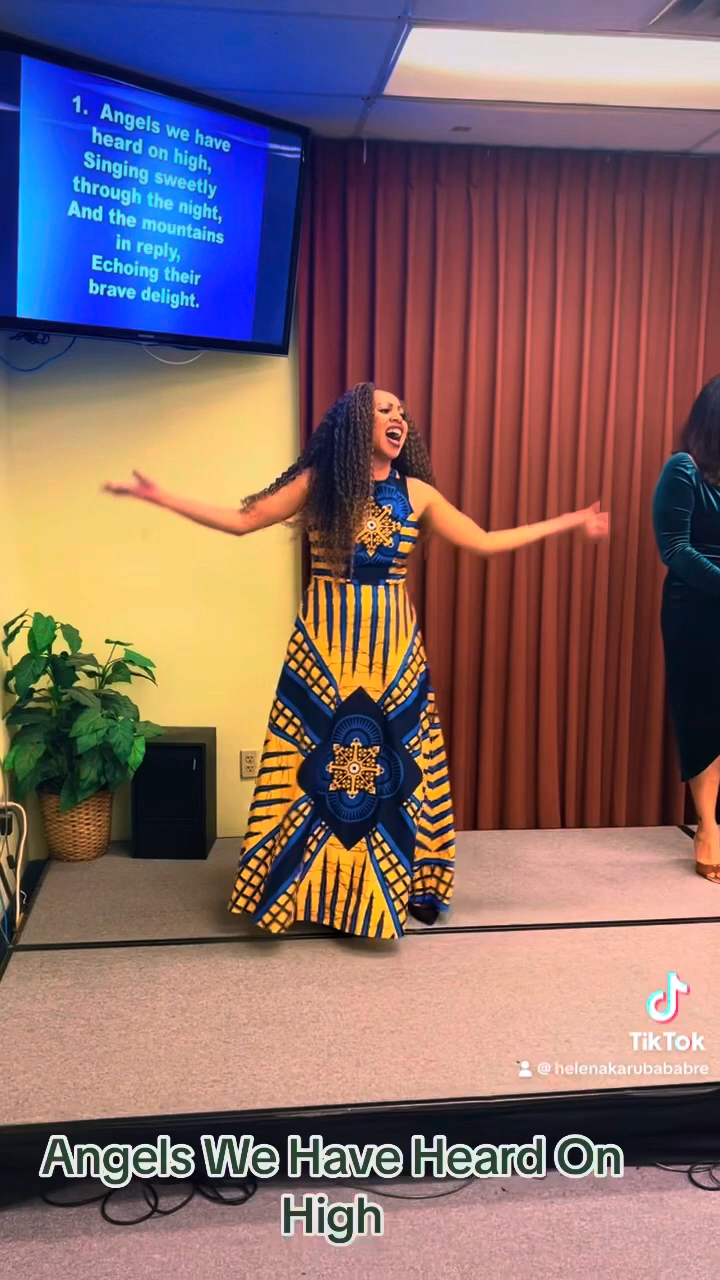 1. Angels we have
heard on high,
Singing sweetly
through the night,
And the mountains
in reply,
Echoing their
brave delight.
TikTok
@helenakarubababre
Angels We Have Heard On
High